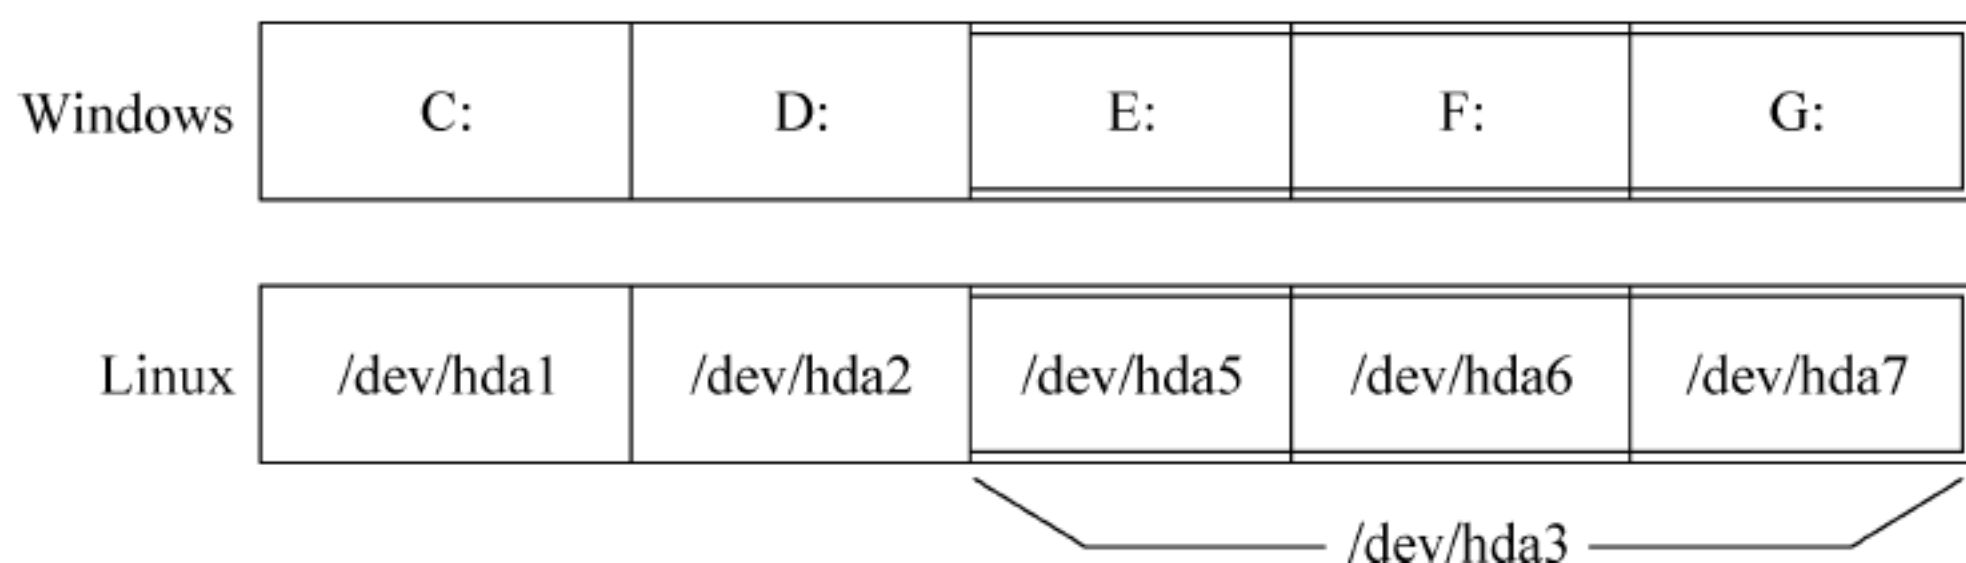 Windows C: D: E: F: G:
Linux /dev/hda1 /dev/hda2 /dev/hda5 /dev/hda6 /dev/hda7
/dev/hda3